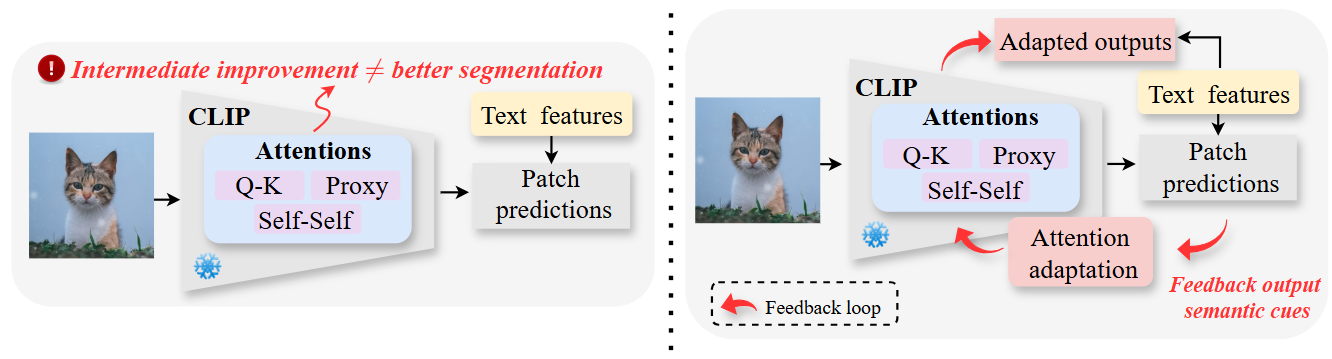 Intermediate improvement ≠ better segmentation
CLIP
Text features
Attentions
Q-K Proxy
Self-Self
Patch
predictions
Adapted outputs
CLIP
Text features
Attentions
Q-K Proxy
Self-Self
Patch
predictions
Attention
adaptation
Feedback output
semantic cues
Feedback loop